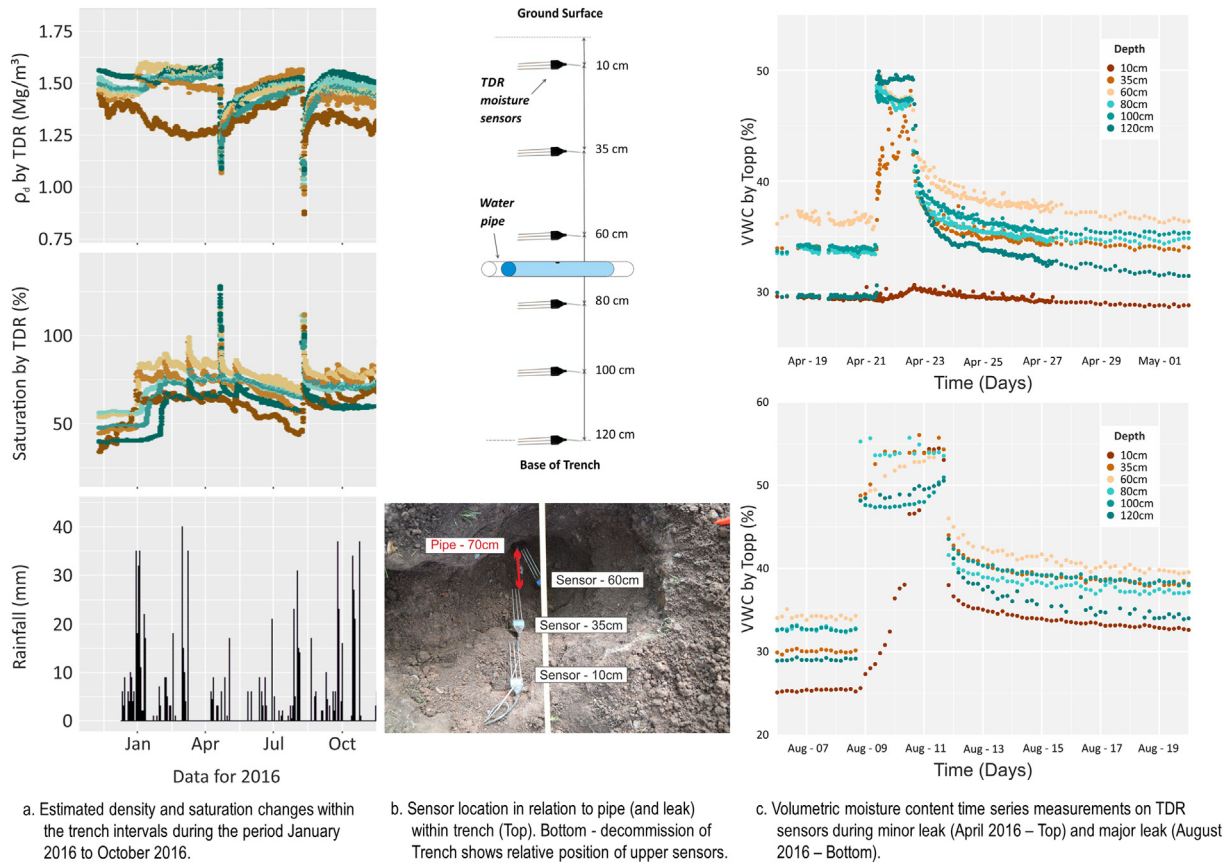 1.75
1.50
1.25
1.00
0.75
ρd by TDR (Mg/m³)
100
50
Saturation by TDR (%)
40
30
20
10
0
Rainfall (mm)
Jan Apr Jul Oct
Data for 2016
a. Estimated density and saturation changes within
the trench intervals during the period January
2016 to October 2016.
Ground Surface
10 cm
TDR
moisture
sensors
35 cm
Water
pipe
60 cm
80 cm
100 cm
120 cm
Base of Trench
Pipe - 70cm
Sensor - 60cm
Sensor - 35cm
Sensor - 10cm
b. Sensor location in relation to pipe (and leak)
within trench (Top). Bottom - decommission of
Trench shows relative position of upper sensors.
50
40
30
VWC by Topp (%)
Depth
10cm
35cm
60cm
80cm
100cm
120cm
Apr - 19 Apr - 21 Apr - 23 Apr - 25 Apr - 27 Apr - 29 May - 01
Time (Days)
60
50
40
30
20
VWC by Topp (%)
Depth
10cm
35cm
60cm
80cm
100cm
120cm
Aug - 07 Aug - 09 Aug - 11 Aug - 13 Aug - 15 Aug - 17 Aug - 19
Time (Days)
c. Volumetric moisture content time series measurements on TDR
sensors during minor leak (April 2016 – Top) and major leak (August
2016 – Bottom).